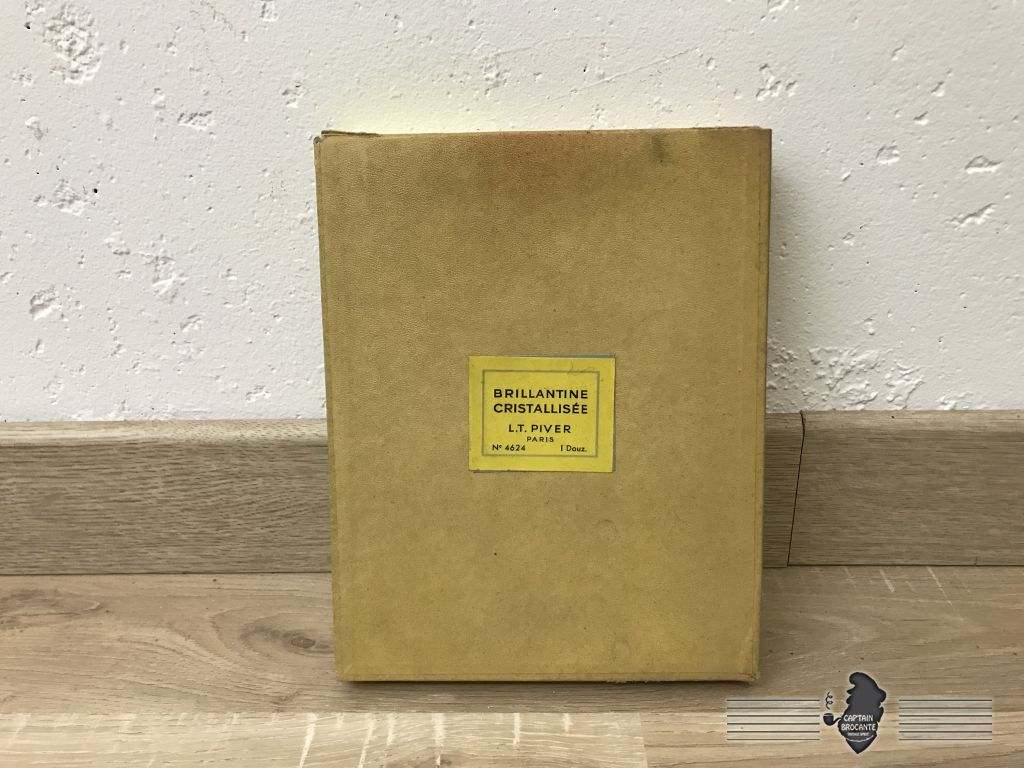 BRILLANTINE
CRISTALLISÉE
L.T. PIVER
PARIS
Nº 4624 1 Douz.
CAPTAIN
BROCANTE